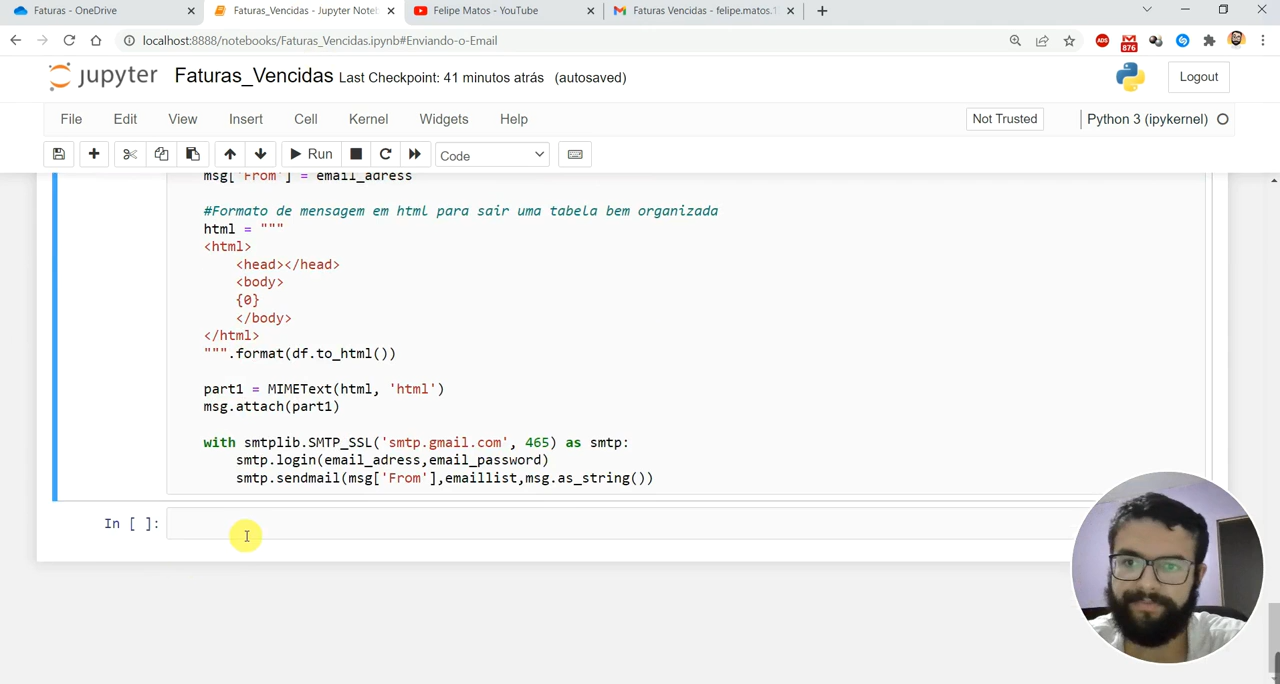 Faturas - OneDrive
Faturas_Vencidas - Jupyter Noteb
Felipe Matos - YouTube
Faturas Vencidas - felipe.matos.1
localhost:8888/notebooks/Faturas_Vencidas.ipynb#Enviando-o-Email
ADS
876
jupyter Faturas_Vencidas Last Checkpoint: 41 minutos atrás (autosaved)
Logout
File Edit View Insert Cell Kernel Widgets Help
Not Trusted
Python 3 (ipykernel)
Run
Code
msg['From'] = email_adress
#Formato de mensagem em html para sair uma tabela bem organizada
html = """
<html>
<head></head>
<body>
{0}
</body>
</html>
""".format(df.to_html())
part1 = MIMEText(html, 'html')
msg.attach(part1)
with smtplib.SMTP_SSL('smtp.gmail.com', 465) as smtp:
smtp.login(email_adress,email_password)
smtp.sendmail(msg['From'],emaillist,msg.as_string())
In [ ]: